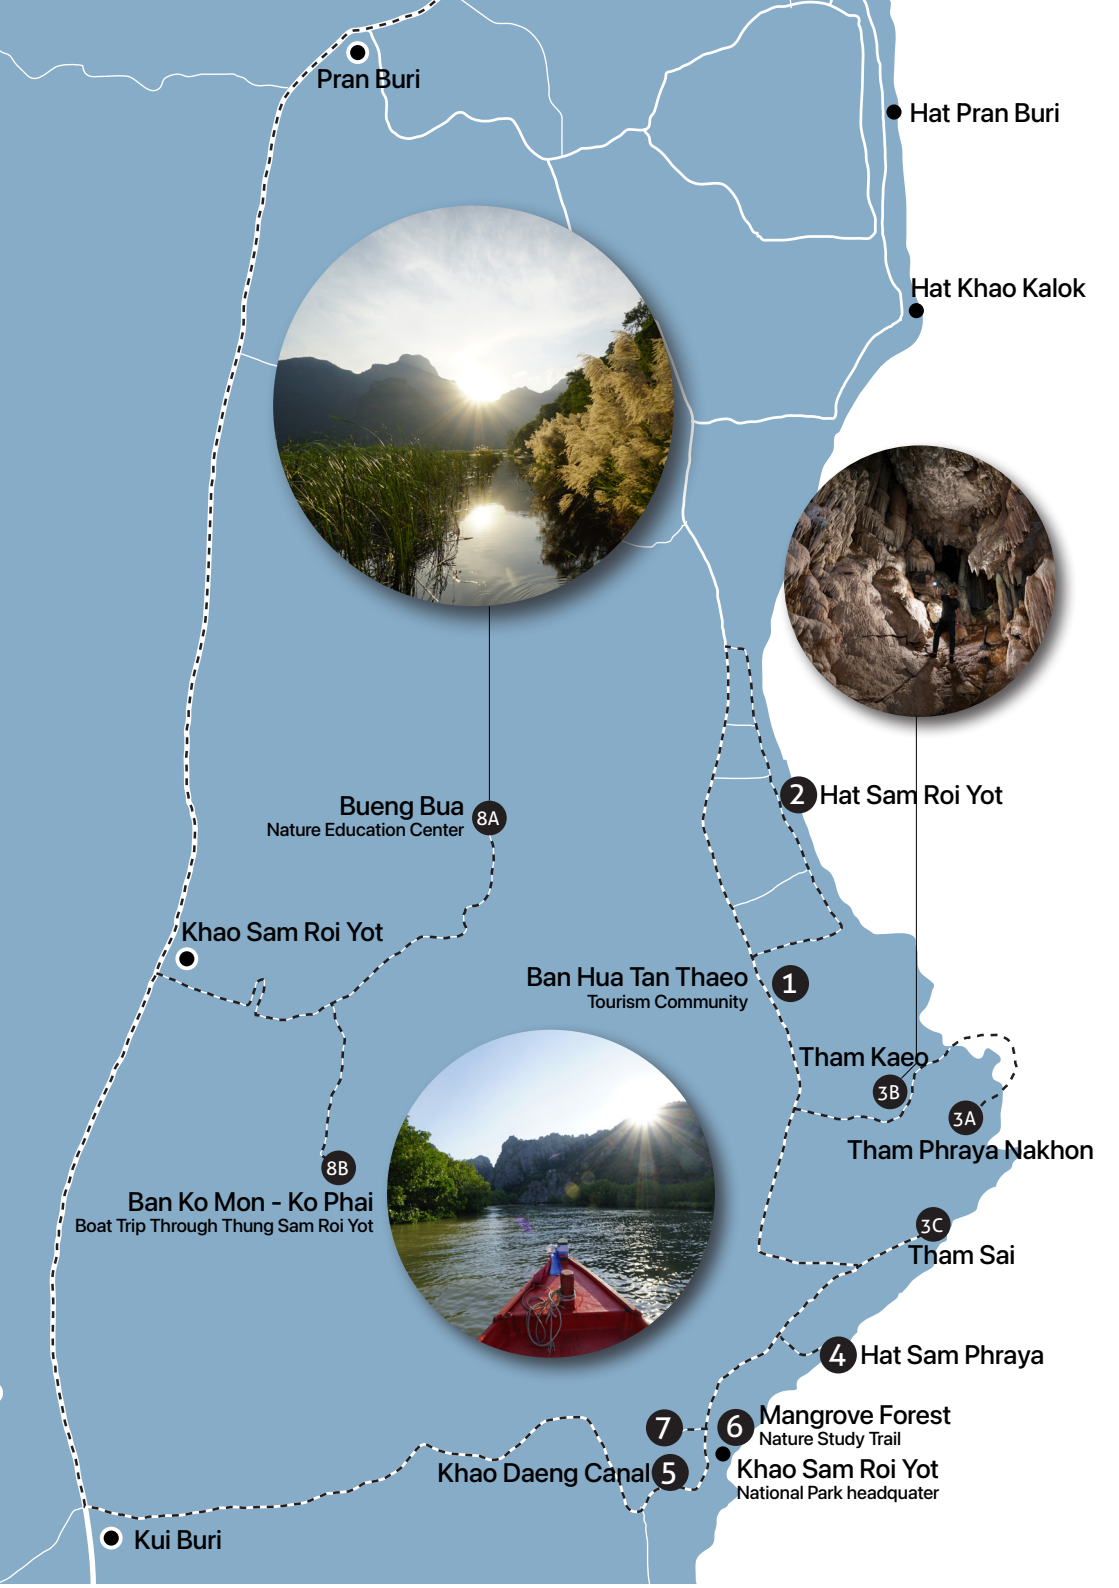 Pran Buri
Hat Pran Buri
Hat Khao Kalok
2 Hat Sam Roi Yot
Bueng Bua
Nature Education Center
8A
Khao Sam Roi Yot
Ban Hua Tan Thaeo
Tourism Community
1
Tham Kaeo
3B
3A
Tham Phraya Nakhon
8B
Ban Ko Mon - Ko Phai
Boat Trip Through Thung Sam Roi Yot
3C
Tham Sai
4 Hat Sam Phraya
7
6
Mangrove Forest
Nature Study Trail
Khao Daeng Canal 5
Khao Sam Roi Yot
National Park headquater
Kui Buri